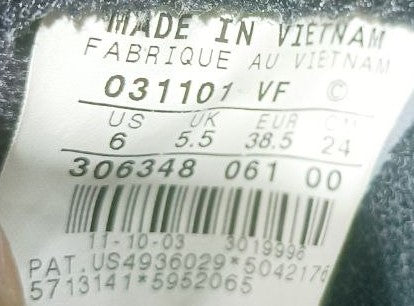 MADE IN VIETNAM
FABRIQUE AU VIETNAM
031101 VF ©
US UK EUR CM
6 5.5 38.5 24
306348 061 00
11-10-03 3019998
PAT.US4936029*5042176
5713141*5952065